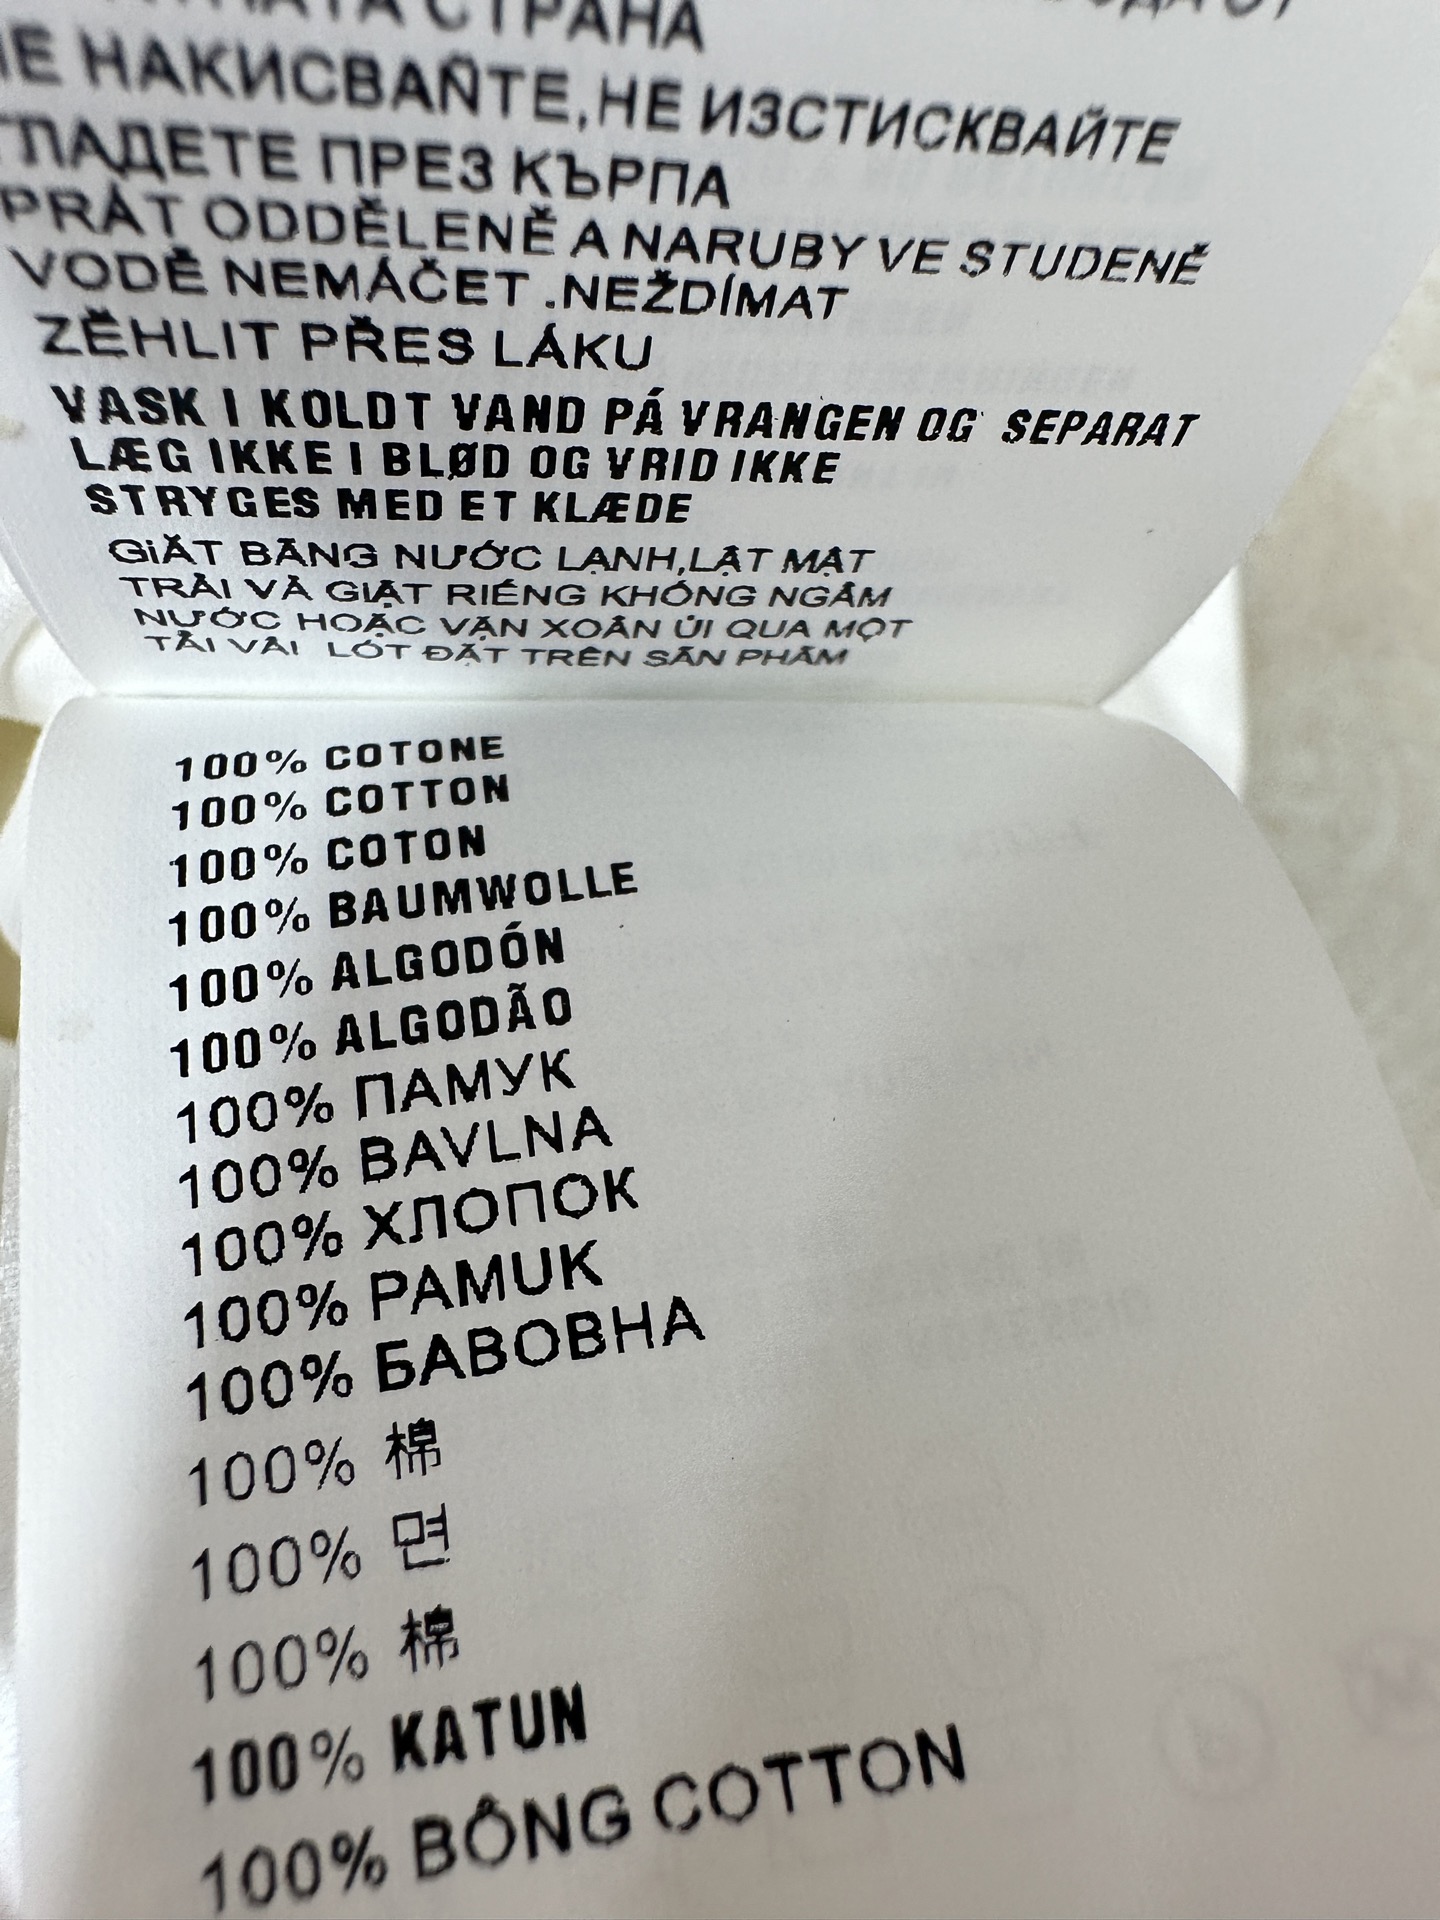 СТРАНА
НЕ НАКИСВАЙТЕ,НЕ ИЗСТИСКВАЙТЕ
ГЛАДЕТЕ ПРЕЗ КЪРПА
PRÁT ODDĚLENĚ A NARUBY VE STUDENĚ
VODĚ NEMÁČET .NEŽDÍMAT
ZĚHLIT PŘES LÁKU
VASK I KOLDT VAND PÁ VRANGEN OG SEPARAT
LÆG IKKE I BLØD OG VRID IKKE
STRYGES MED ET KLÆDE
GIẶT BẰNG NƯỚC LẠNH,LẬT MẶT
TRÁI VÀ GIẶT RIÊNG KHÔNG NGÂM
NƯỚC HOẶC VẶN XOẮN ỦI QUA MỘT
TẤI VẢI LÓT ĐẶT TRÊN SẢN PHẨM
100% COTONE
100% COTTON
100% COTON
100% BAUMWOLLE
100% ALGODÓN
100% ALGODÃO
100% ПАМУК
100% BAVLNA
100% ХЛОПОК
100% PAMUK
100% БАВОВНА
100% 棉
100% 면
100% 棉
100% KATUN
100% BÔNG COTTON